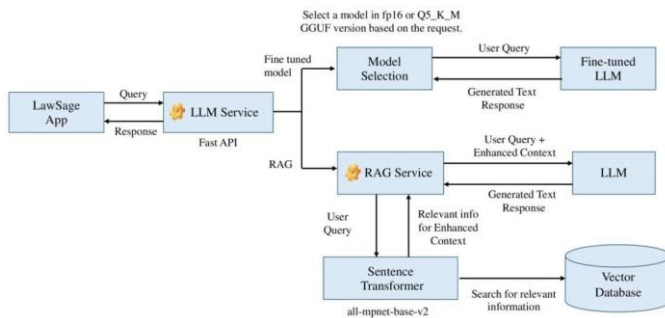 Select a model in fp16 or Q5_K_M
GGUF version based on the request.
Fine tuned
model
Model
Selection
User Query
Generated Text
Response
Fine-tuned
LLM
LawSage
App
Query
Response
LLM Service
Fast API
RAG
RAG Service
User Query +
Enhanced Context
Generated Text
Response
LLM
User
Query
Relevant info
for Enhanced
Context
Sentence
Transformer
all-mpnet-base-v2
Search for relevant
information
Vector
Database